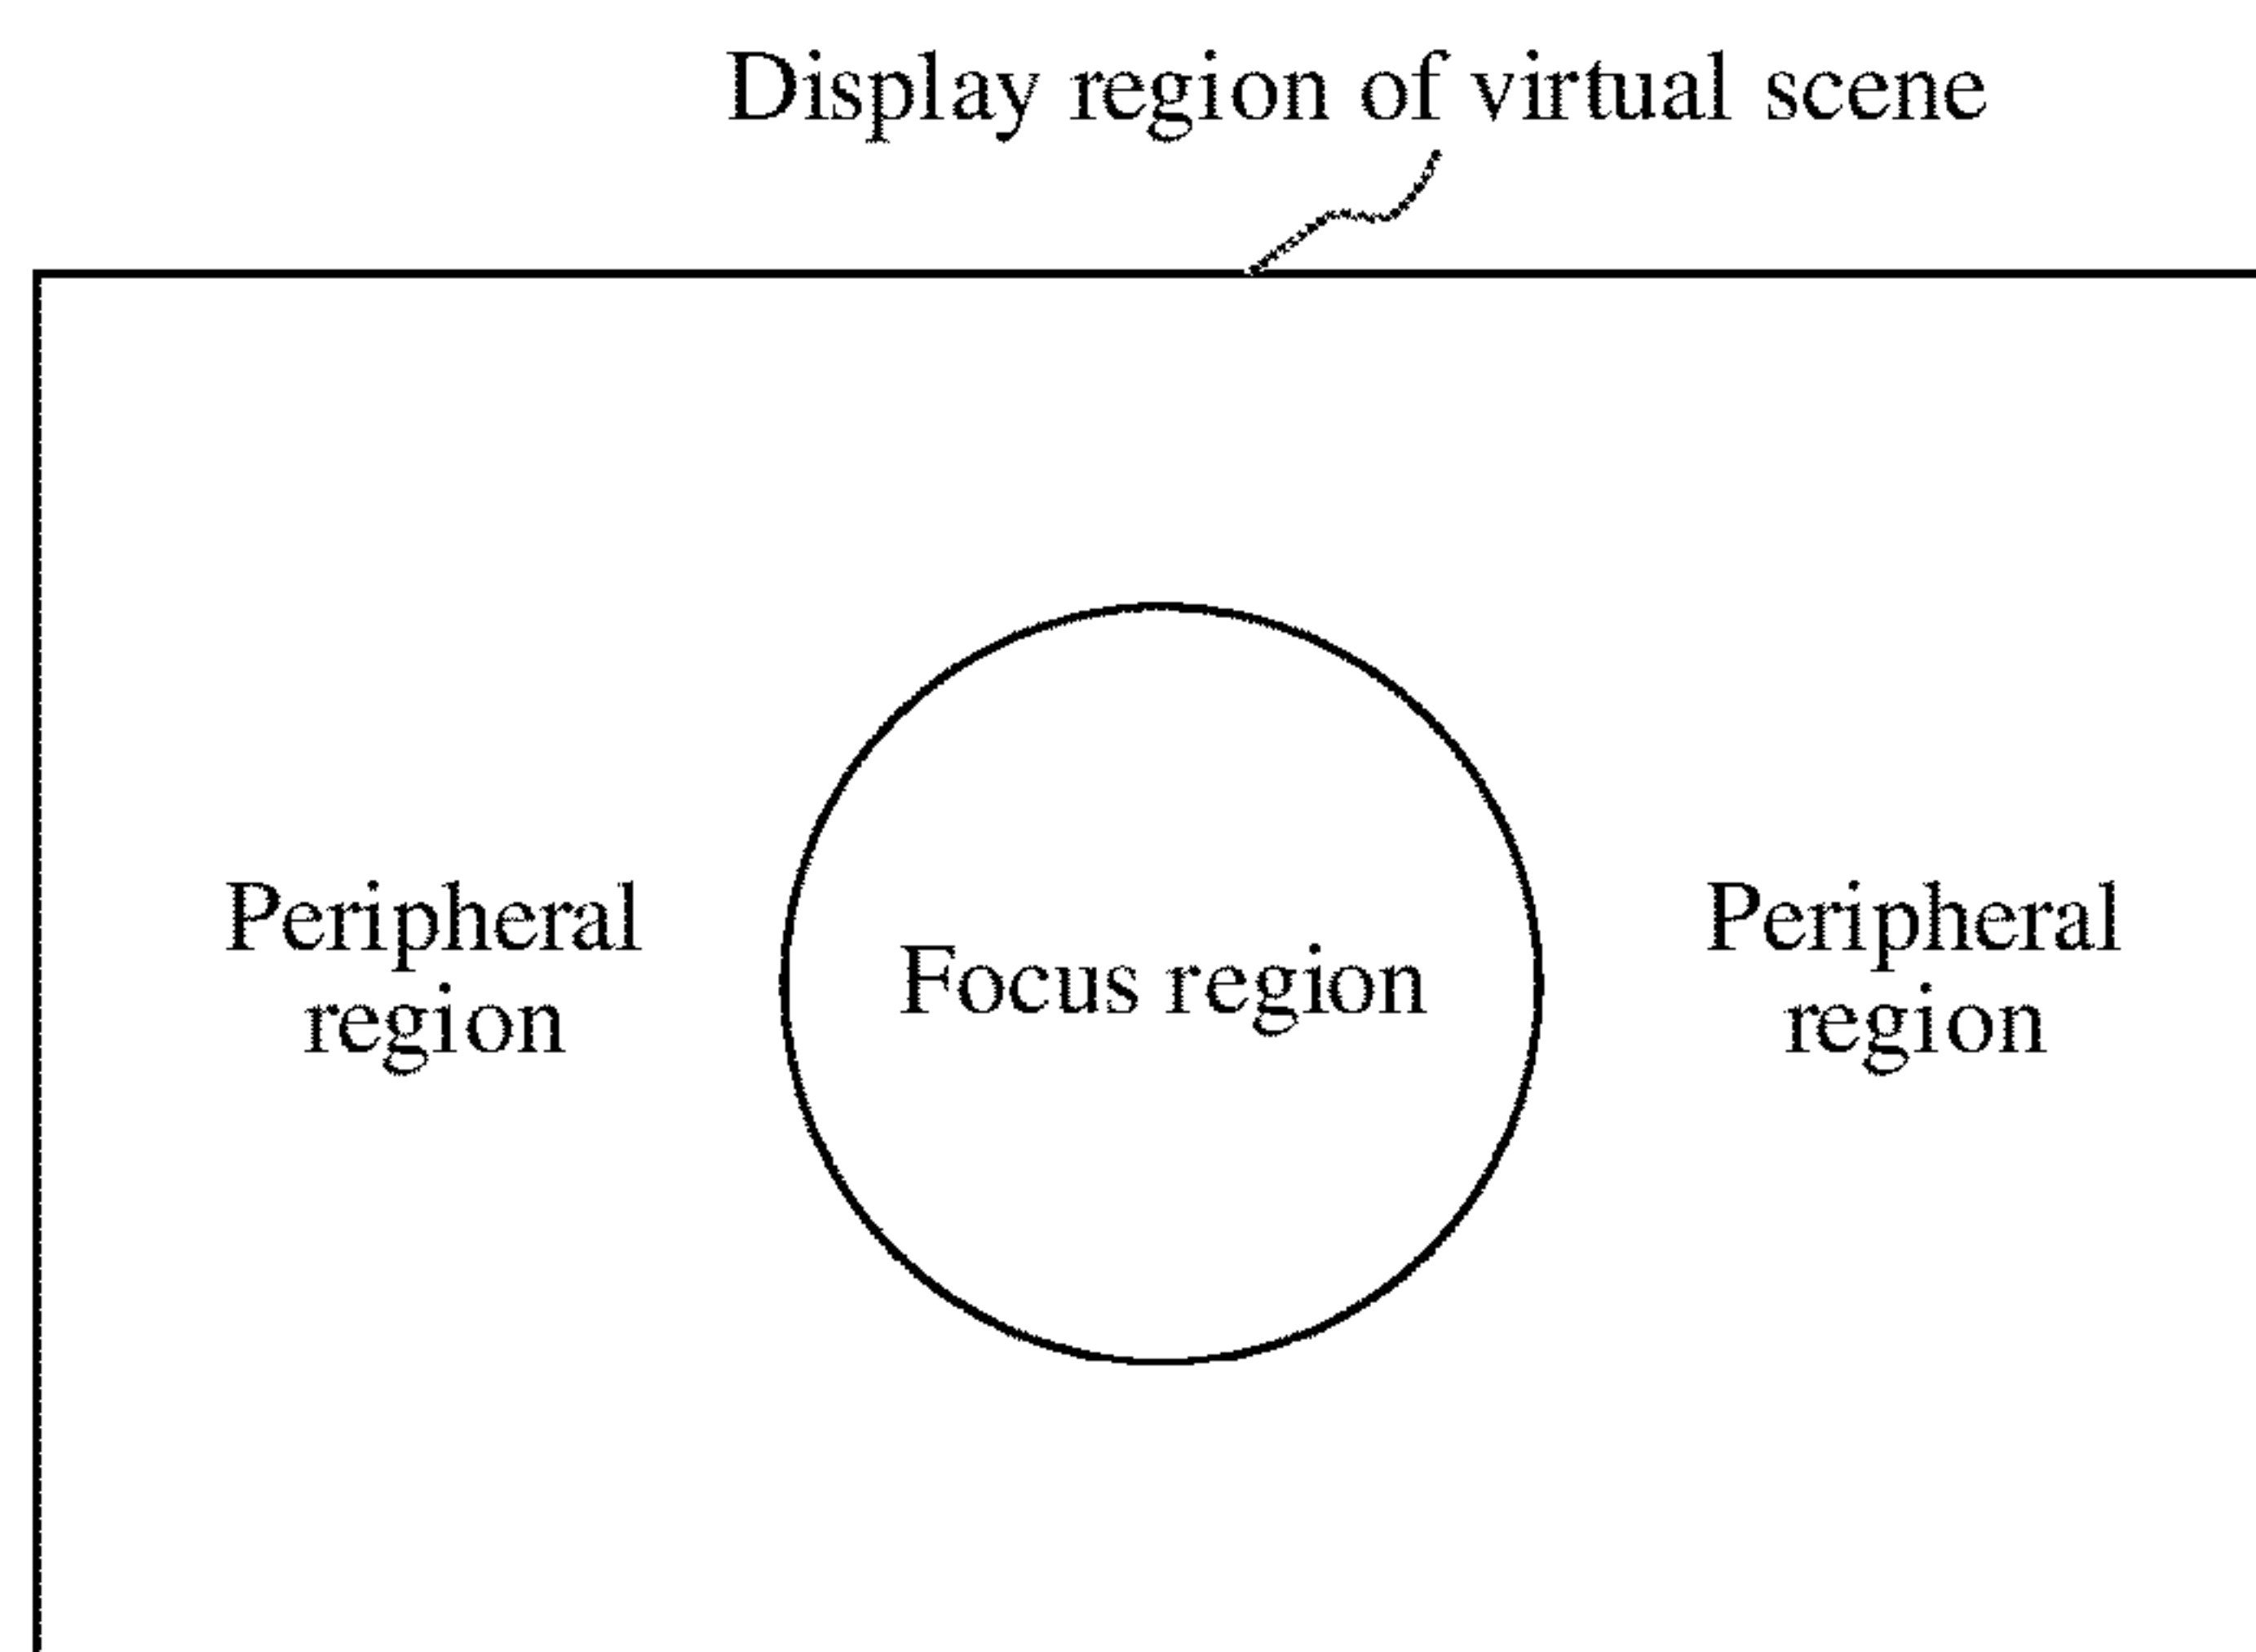 Display region of virtual scene
Peripheral
region
Focus region
Peripheral
region